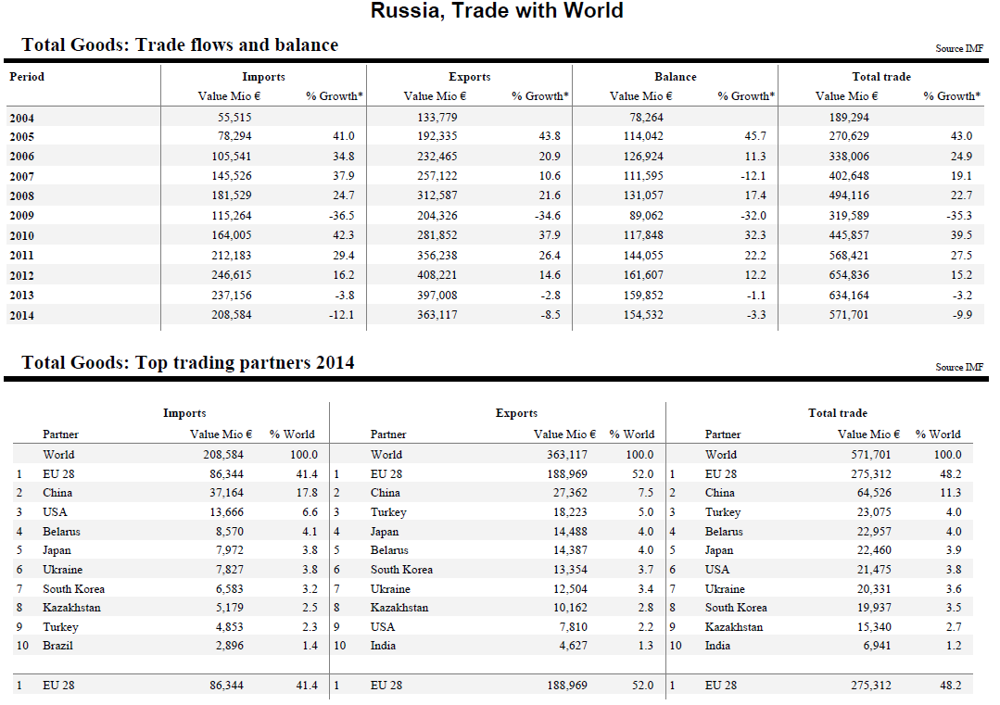 Russia, Trade with World
Total Goods: Trade flows and balance
Source IMF
Period Imports Exports Balance Total trade
Value Mio € % Growth* Value Mio € % Growth* Value Mio € % Growth* Value Mio € % Growth*
2004 55,515 133,779 78,264 189,294
2005 78,294 41.0 192,335 43.8 114,042 45.7 270,629 43.0
2006 105,541 34.8 232,465 20.9 126,924 11.3 338,006 24.9
2007 145,526 37.9 257,122 10.6 111,595 -12.1 402,648 19.1
2008 181,529 24.7 312,587 21.6 131,057 17.4 494,116 22.7
2009 115,264 -36.5 204,326 -34.6 89,062 -32.0 319,589 -35.3
2010 164,005 42.3 281,852 37.9 117,848 32.3 445,857 39.5
2011 212,183 29.4 356,238 26.4 144,055 22.2 568,421 27.5
2012 246,615 16.2 408,221 14.6 161,607 12.2 654,836 15.2
2013 237,156 -3.8 397,008 -2.8 159,852 -1.1 634,164 -3.2
2014 208,584 -12.1 363,117 -8.5 154,532 -3.3 571,701 -9.9
Total Goods: Top trading partners 2014
Source IMF
Imports Exports Total trade
Partner Value Mio € % World Partner Value Mio € % World Partner Value Mio € % World
World 208,584 100.0 World 363,117 100.0 World 571,701 100.0
1 EU 28 86,344 41.4 1 EU 28 188,969 52.0 1 EU 28 275,312 48.2
2 China 37,164 17.8 2 China 27,362 7.5 2 China 64,526 11.3
3 USA 13,666 6.6 3 Turkey 18,223 5.0 3 Turkey 23,075 4.0
4 Belarus 8,570 4.1 4 Japan 14,488 4.0 4 Belarus 22,957 4.0
5 Japan 7,972 3.8 5 Belarus 14,387 4.0 5 Japan 22,460 3.9
6 Ukraine 7,827 3.8 6 South Korea 13,354 3.7 6 USA 21,475 3.8
7 South Korea 6,583 3.2 7 Ukraine 12,504 3.4 7 Ukraine 20,331 3.6
8 Kazakhstan 5,179 2.5 8 Kazakhstan 10,162 2.8 8 South Korea 19,937 3.5
9 Turkey 4,853 2.3 9 USA 7,810 2.2 9 Kazakhstan 15,340 2.7
10 Brazil 2,896 1.4 10 India 4,627 1.3 10 India 6,941 1.2
1 EU 28 86,344 41.4 1 EU 28 188,969 52.0 1 EU 28 275,312 48.2